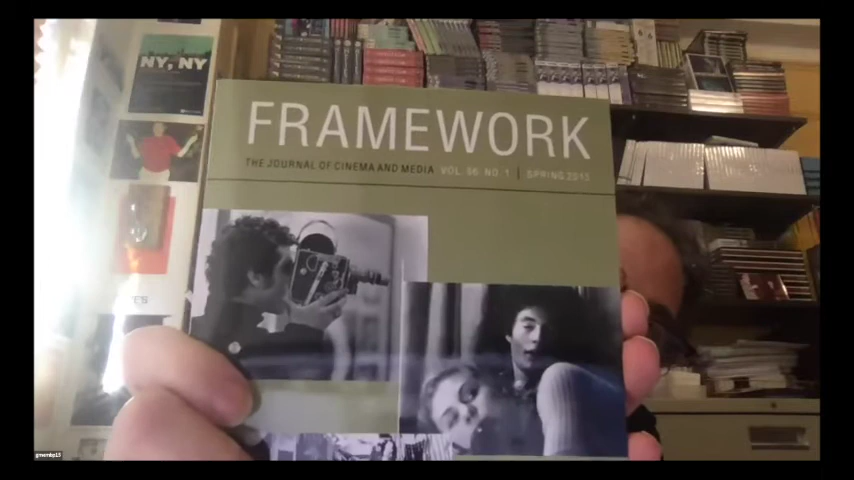 NY, NY
FRAMEWORK
THE JOURNAL OF CINEMA AND MEDIA VOL. 56 NO. 1 | SPRING 2015